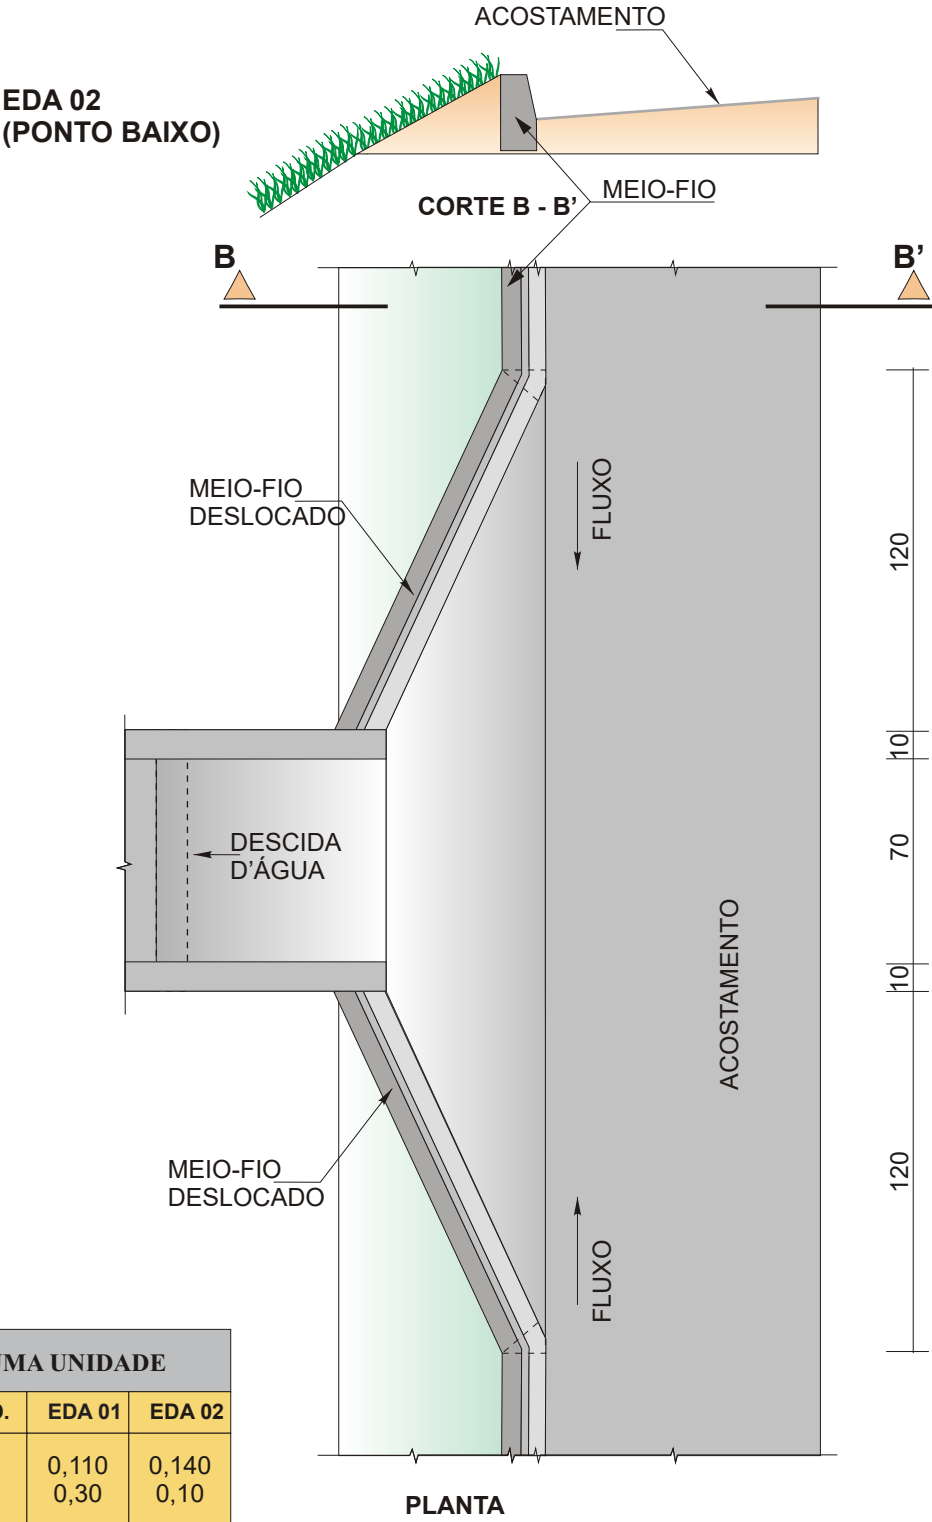 ACOSTAMENTO
EDA 02
(PONTO BAIXO)
CORTE B - B’
MEIO-FIO
B
B’
MEIO-FIO
DESLOCADO
FLUXO
120
10
70
10
120
DESCIDA
D’ÁGUA
ACOSTAMENTO
MEIO-FIO
DESLOCADO
FLUXO
UNIDADE
EDA 01 EDA 02
0,110 0,140
0,30 0,10
PLANTA